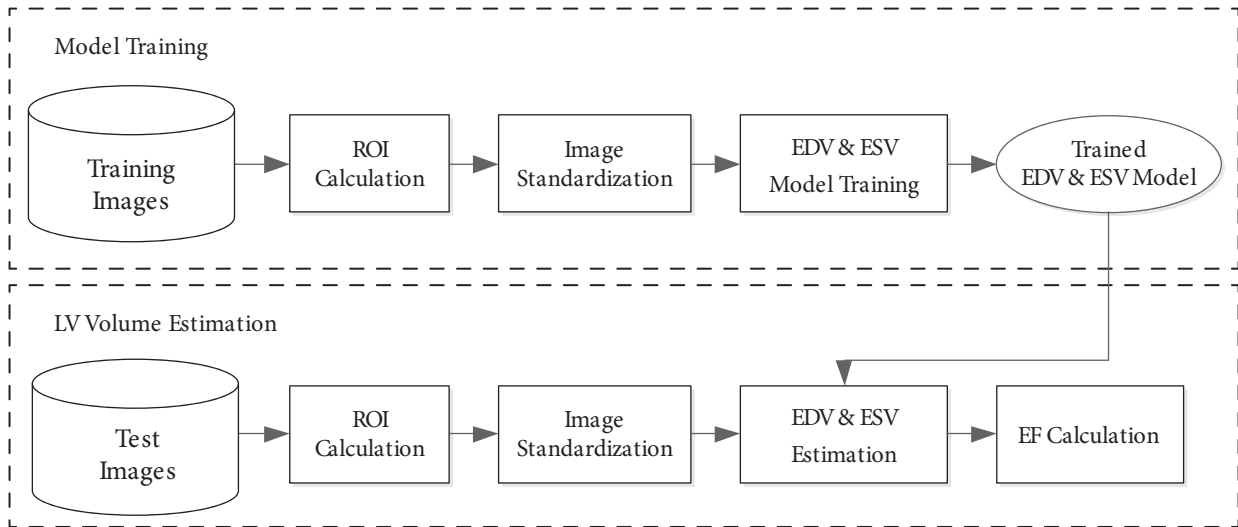 Model Training
Training
Images
ROI
Calculation
Image
Standardization
EDV & ESV
Model Training
Trained
EDV & ESV Model
LV Volume Estimation
Test
Images
ROI
Calculation
Image
Standardization
EDV & ESV
Estimation
EF Calculation